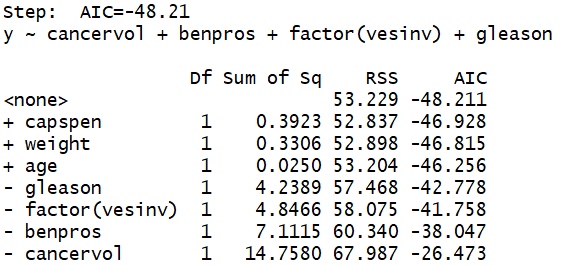 Step:  AIC=-48.21
y ~ cancervol + benpros + factor(vesinv) + gleason

                 Df Sum of Sq    RSS     AIC
<none>                        53.229 -48.211
+ capspen         1    0.3923 52.837 -46.928
+ weight          1    0.3306 52.898 -46.815
+ age             1    0.0250 53.204 -46.256
- gleason         1    4.2389 57.468 -42.778
- factor(vesinv)  1    4.8466 58.075 -41.758
- benpros         1    7.1115 60.340 -38.047
- cancervol       1   14.7580 67.987 -26.473